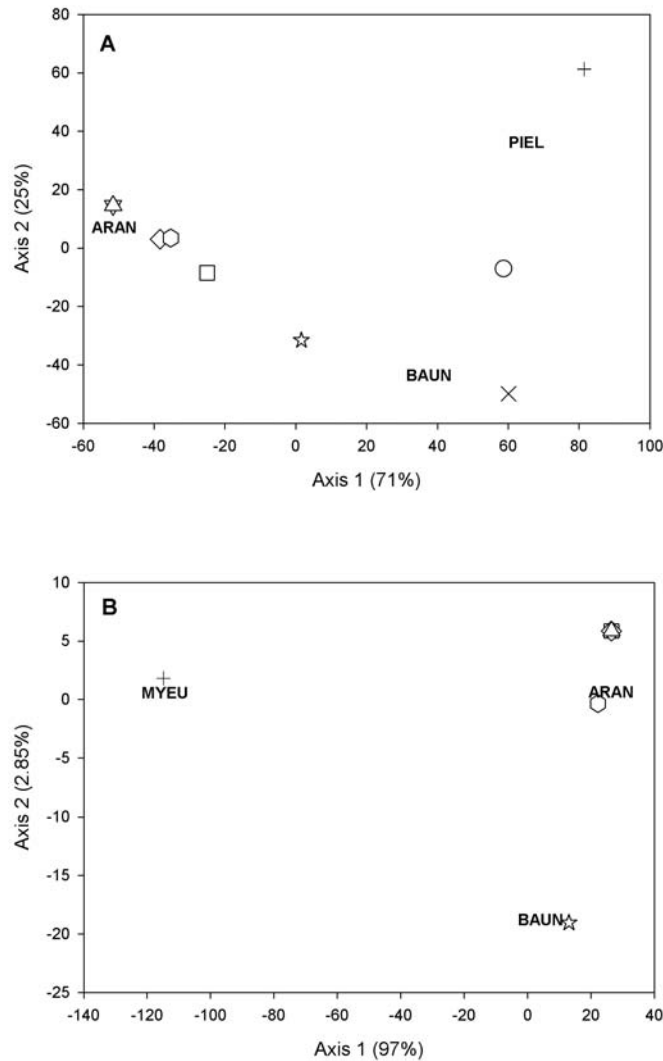 A
80
60
40
20
0
-20
-40
-60
PIEL
ARAN
BAUN
Axis 2 (25%)
-60 -40 -20 0 20 40 60 80 100
Axis 1 (71%)
B
10
5
0
-5
-10
-15
-20
-25
MYEU
ARAN
BAUN
Axis 2 (2.85%)
-140 -120 -100 -80 -60 -40 -20 0 20 40
Axis 1 (97%)